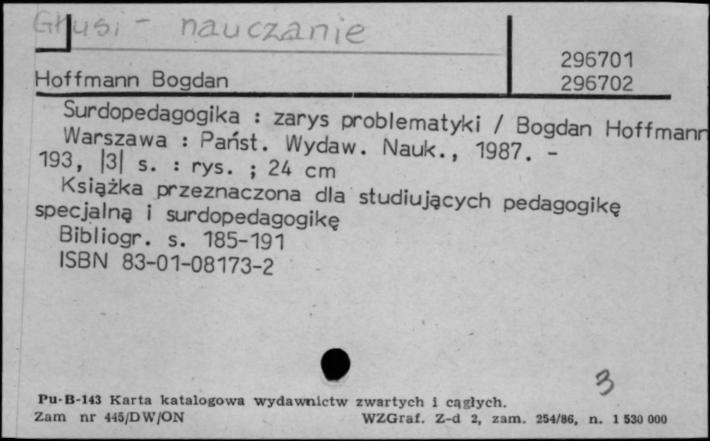 Głusi - nauczanie
296701
Hoffmann Bogdan
296702
Surdopedagogika : zarys problematyki / Bogdan Hoffmann
Warszawa : Państ. Wydaw. Nauk., 1987. -
193, |3| s. : rys. ; 24 cm
Książka przeznaczona dla studiujących pedagogikę
specjalną i surdopedagogikę
Bibliogr. s. 185-191
ISBN 83-01-08173-2
3
Pu-B-143 Karta katalogowa wydawnictw zwartych i cągłych.
Zam nr 445/DW/ON WZGraf. Z-d 2, zam. 254/86, n. 1 530 000